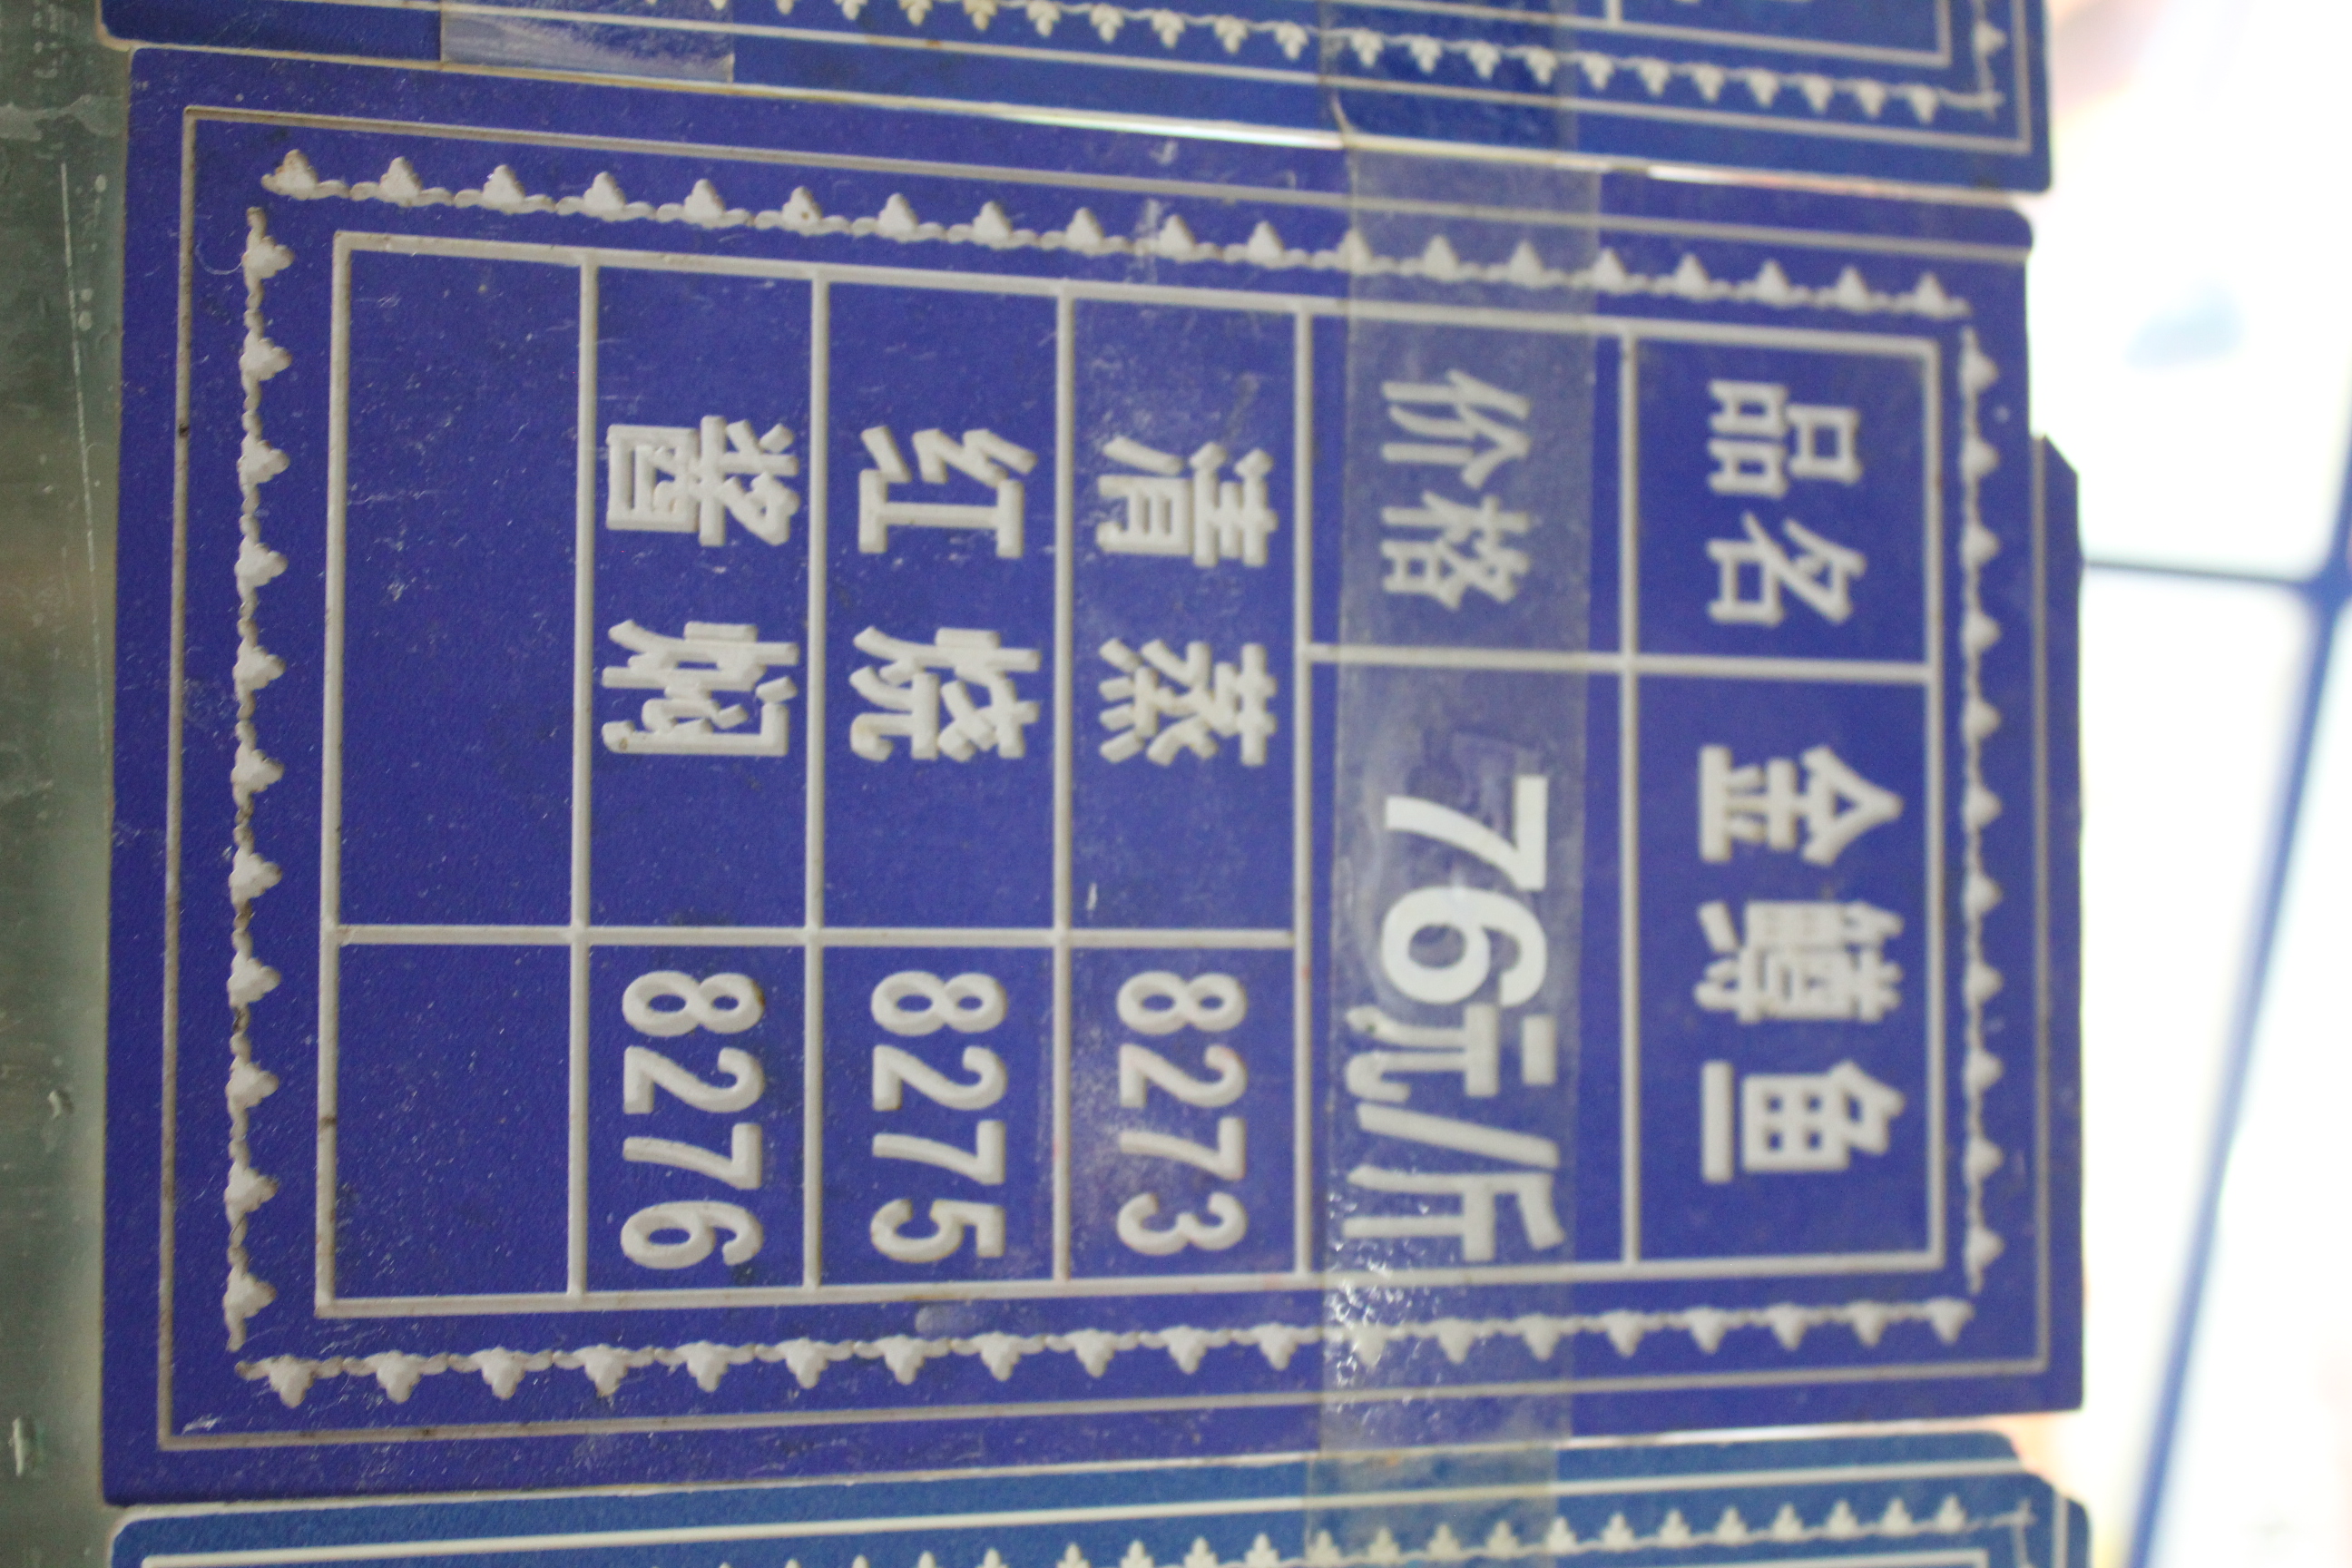 品名 金鳟鱼
价格 76元/斤
清蒸 8273
红烧 8275
酱焖 8276